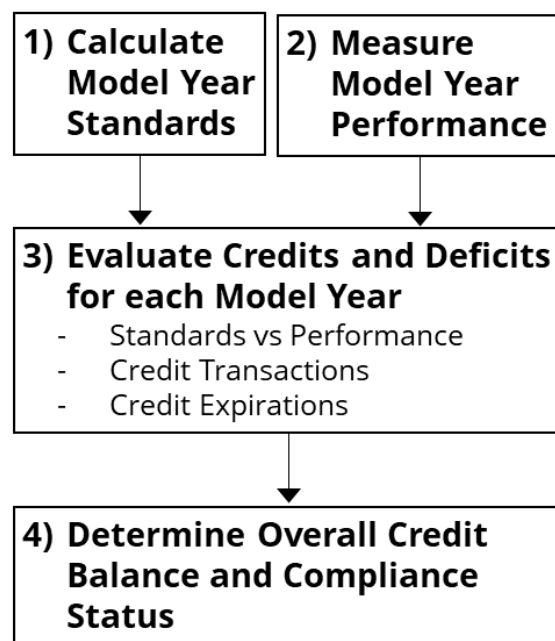 1) Calculate
Model Year
Standards
2) Measure
Model Year
Performance
3) Evaluate Credits and Deficits
for each Model Year
- Standards vs Performance
- Credit Transactions
- Credit Expirations
4) Determine Overall Credit
Balance and Compliance
Status